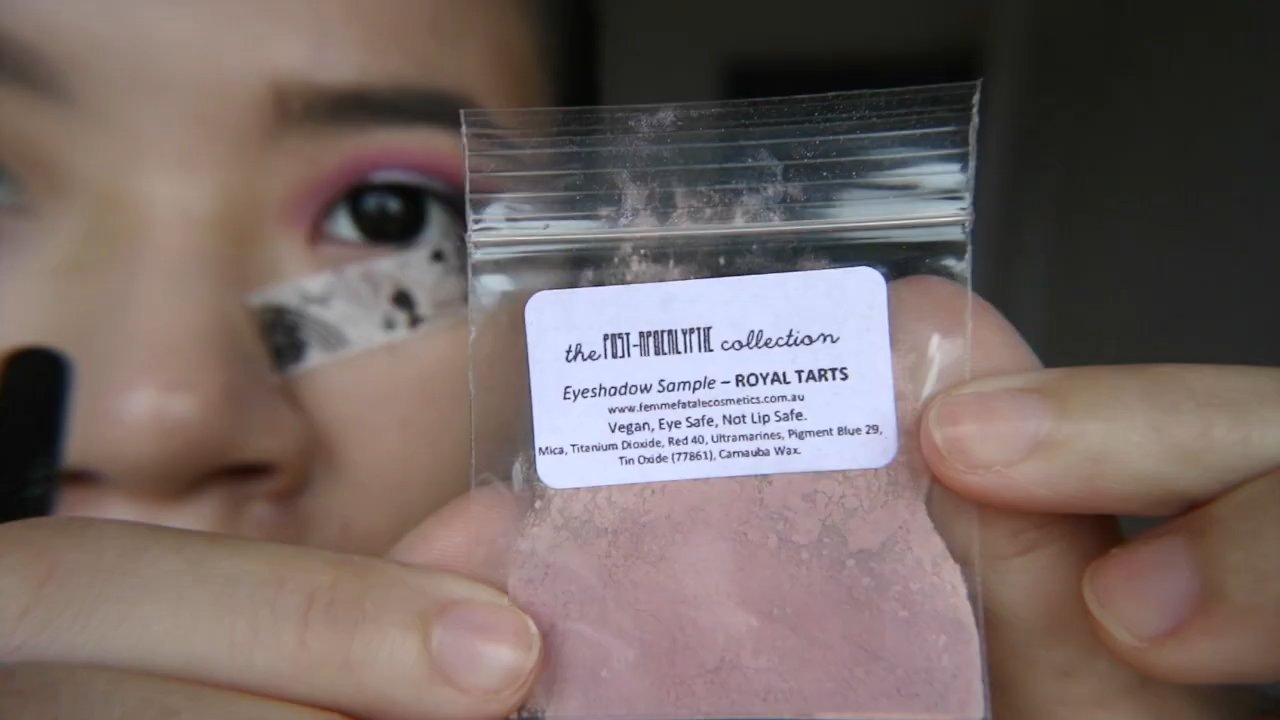 the POST-APOCALYPTIC collection
Eyeshadow Sample – ROYAL TARTS
www.femmefatalecosmetics.com.au
Vegan, Eye Safe, Not Lip Safe.
Mica, Titanium Dioxide, Red 40, Ultramarines, Pigment Blue 29,
Tin Oxide (77861), Carnauba Wax.